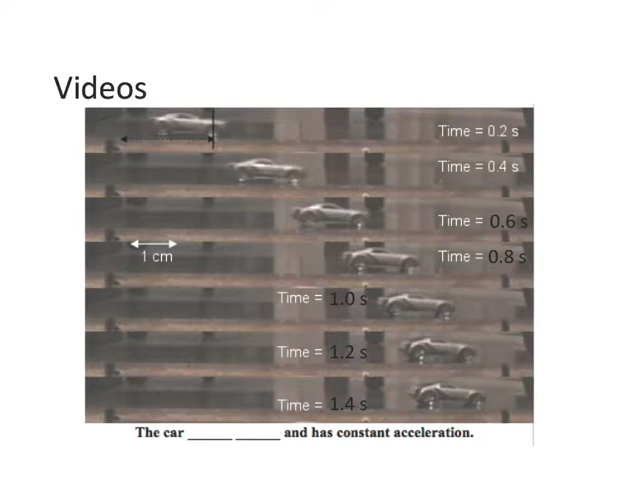 Videos
Time = 0.2 s
Time = 0.4 s
Time = 0.6 s
1 cm
Time = 0.8 s
Time = 1.0 s
Time = 1.2 s
Time = 1.4 s
The car ______ ______ and has constant acceleration.